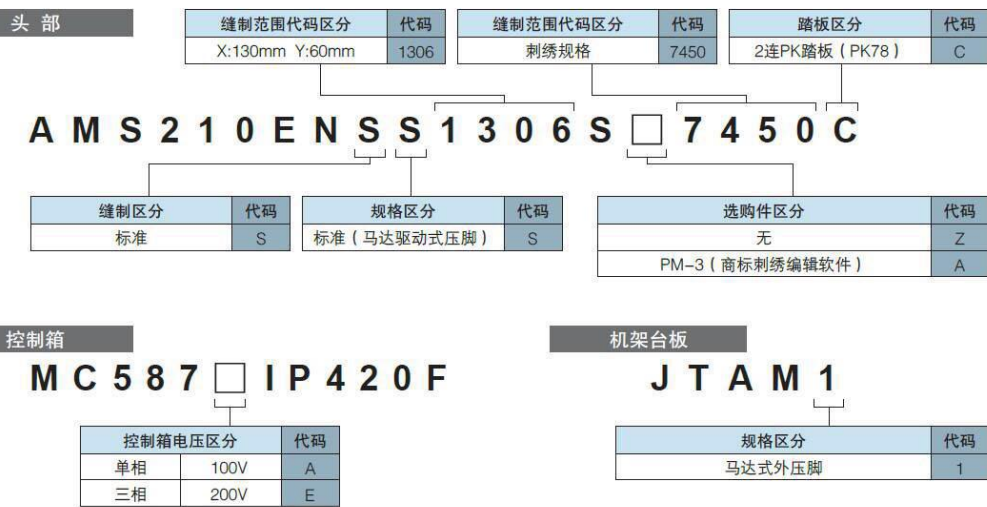 头 部
缝制范围代码区分 代码 缝制范围代码区分 代码 踏板区分 代码
X:130mm Y:60mm 1306 刺绣规格 7450 2连PK踏板（PK78） C
AMS210ENSS1306S□7450C
缝制区分 代码 规格区分 代码 选购件区分 代码
标准 S 标准（马达驱动式压脚） S 无 Z
PM-3（商标刺绣编辑软件） A
控制箱 机架台板
MC587□IP420F JTAM1
控制箱电压区分 代码 规格区分 代码
单相 100V A 马达式外压脚 1
三相 200V E